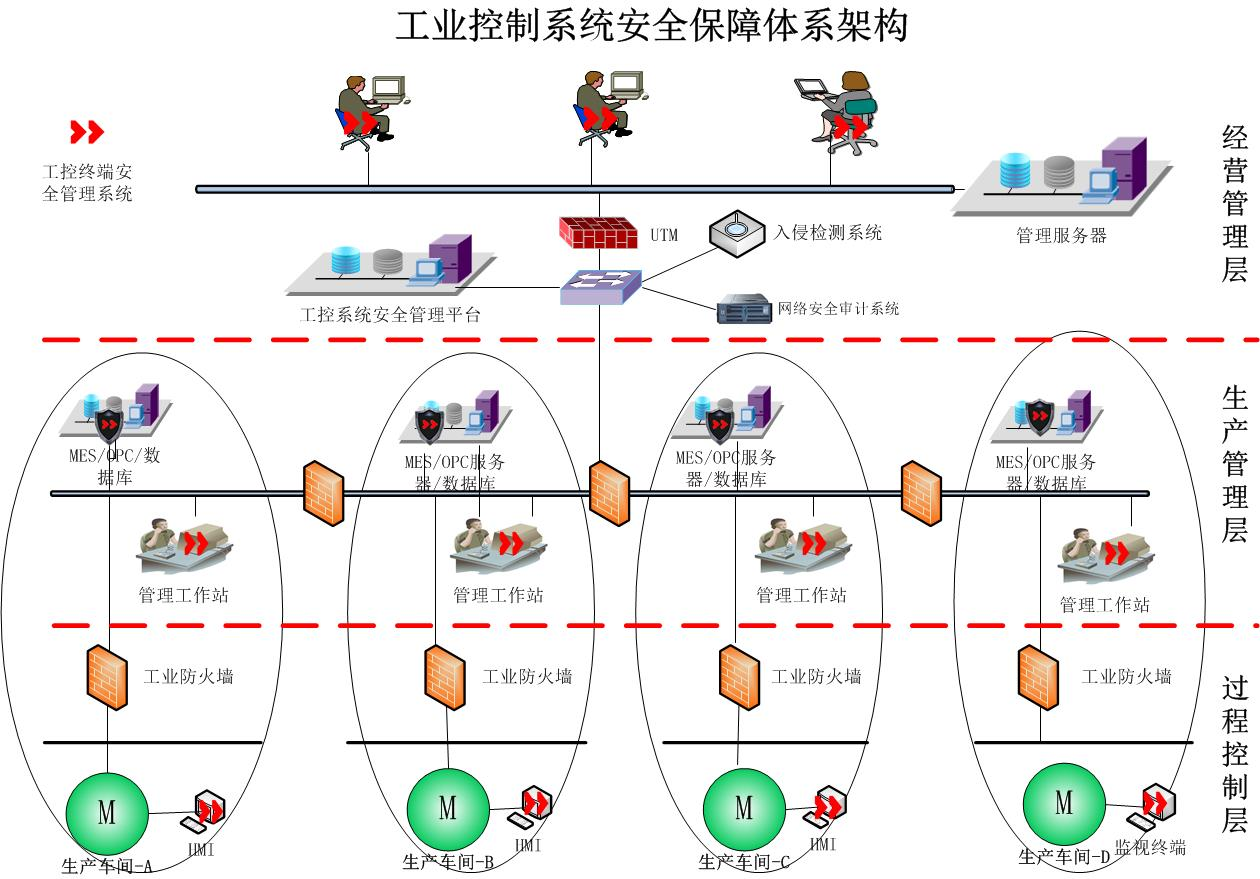 工业控制系统安全保障体系架构
工控终端安
全管理系统
经营管理层
管理服务器
UTM
入侵检测系统
工控系统安全管理平台
网络安全审计系统
生产管理层
MES/OPC/数
据库
MES/OPC服务
器/数据库
MES/OPC服务
器/数据库
MES/OPC服务
器/数据库
管理工作站
管理工作站
管理工作站
管理工作站
过程控制层
工业防火墙
工业防火墙
工业防火墙
工业防火墙
M
M
M
M
HMI
HMI
HMI
监视终端
生产车间-A
生产车间-B
生产车间-C
生产车间-D